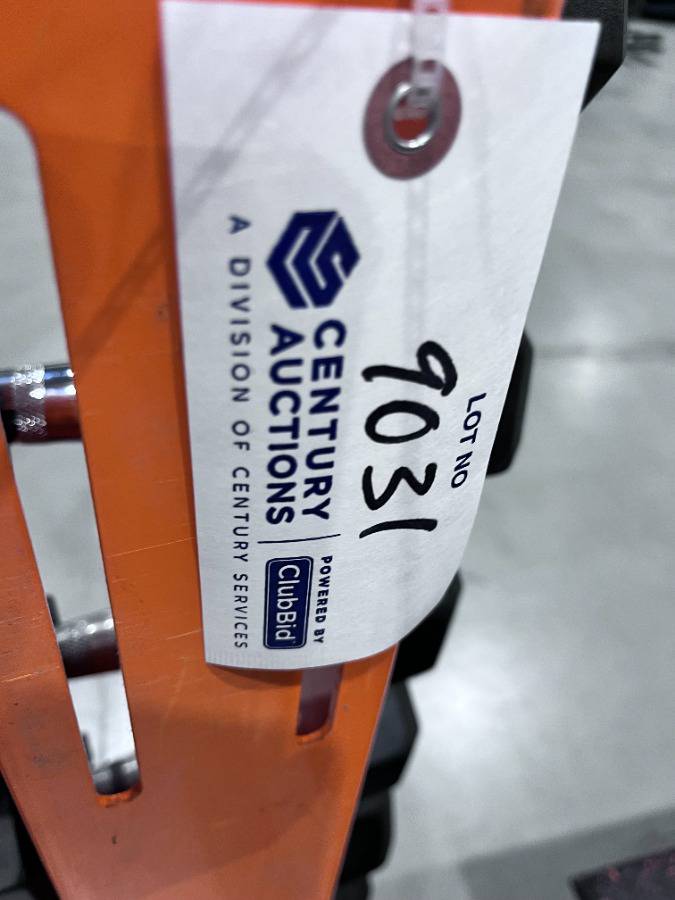 LOT NO
9031
CENTURY
AUCTIONS
POWERED BY
ClubBid
A DIVISION OF CENTURY SERVICES